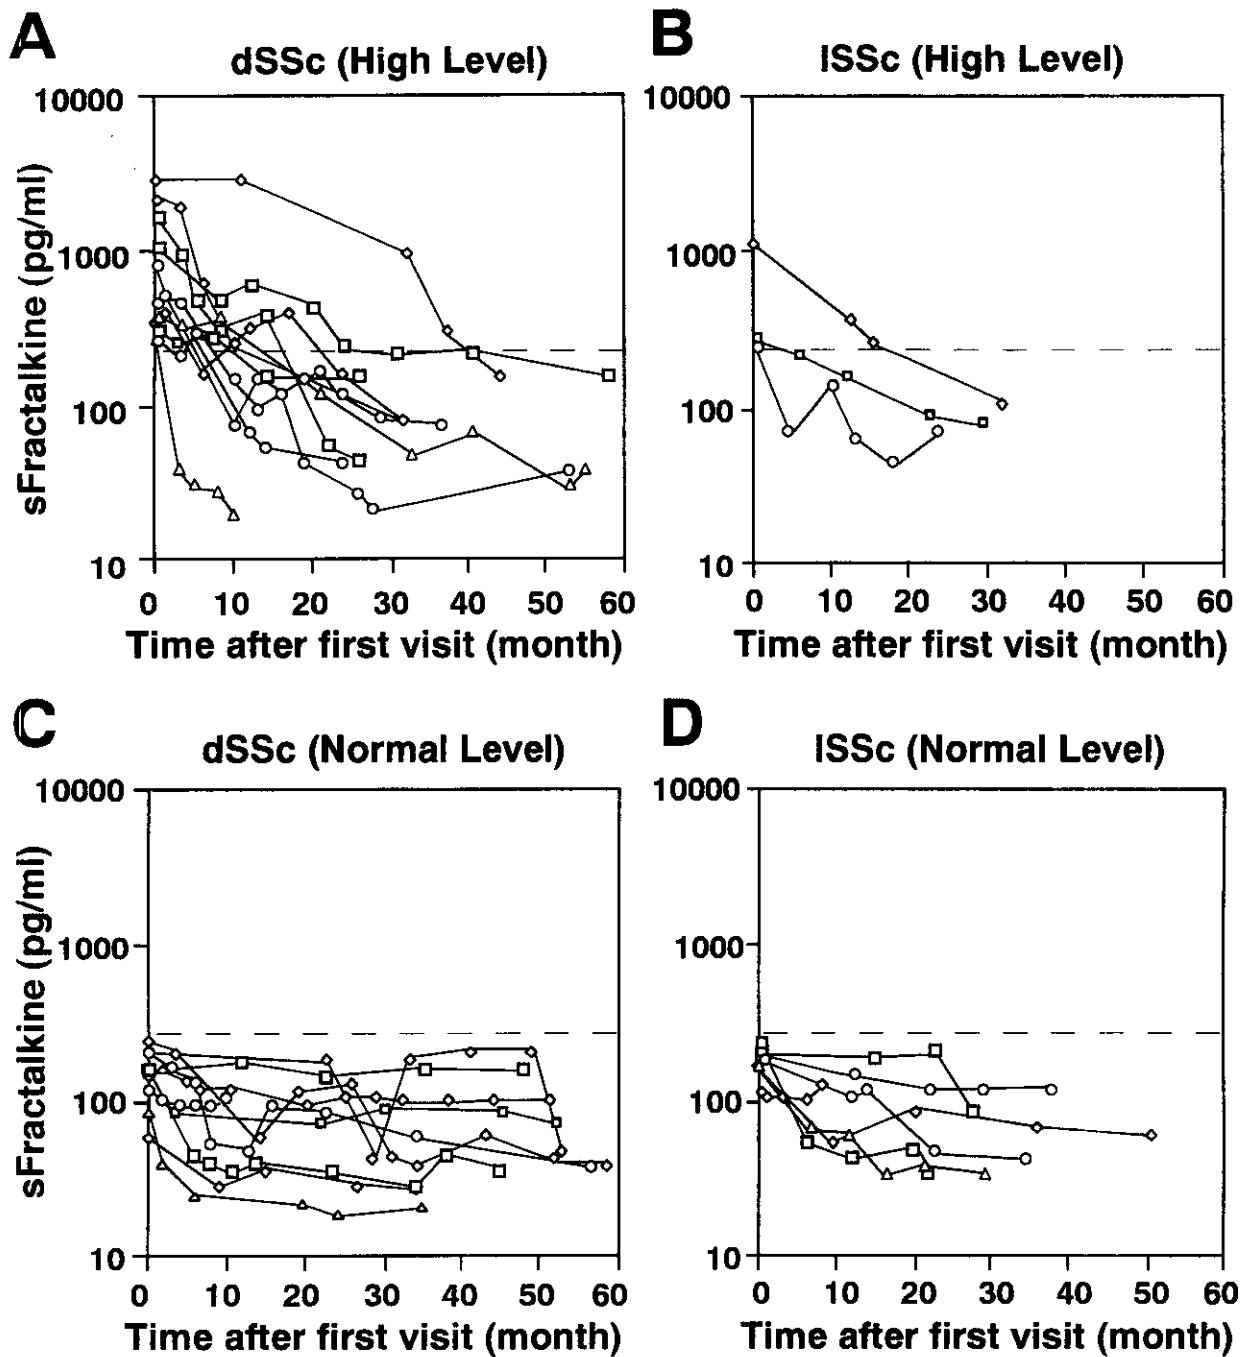 A
dSSc (High Level)
sFractalkine (pg/ml)
10000
1000
100
10
0 10 20 30 40 50 60
Time after first visit (month)
B
lSSc (High Level)
10000
1000
100
10
0 10 20 30 40 50 60
Time after first visit (month)
C
dSSc (Normal Level)
sFractalkine (pg/ml)
10000
1000
100
10
0 10 20 30 40 50 60
Time after first visit (month)
D
lSSc (Normal Level)
10000
1000
100
10
0 10 20 30 40 50 60
Time after first visit (month)